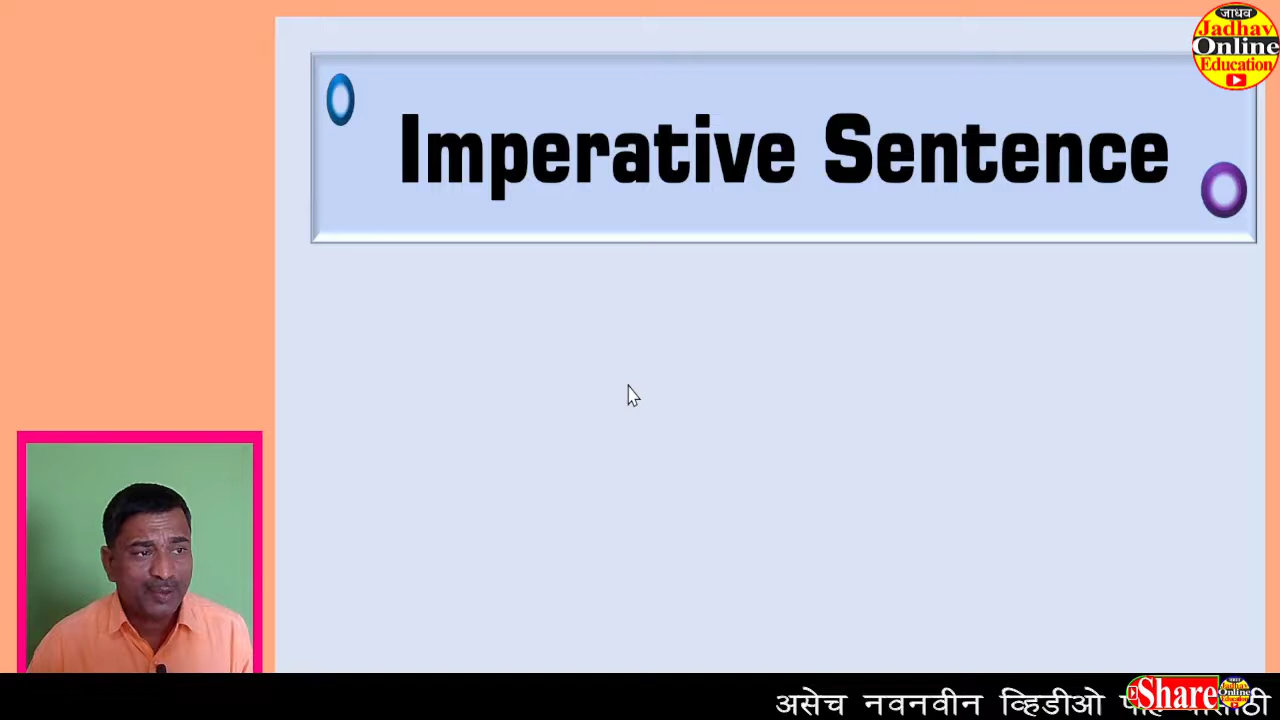 जाधव
Jadhav
Online
Education
Imperative Sentence
असेच नवनवीन व्हिडीओ
Share